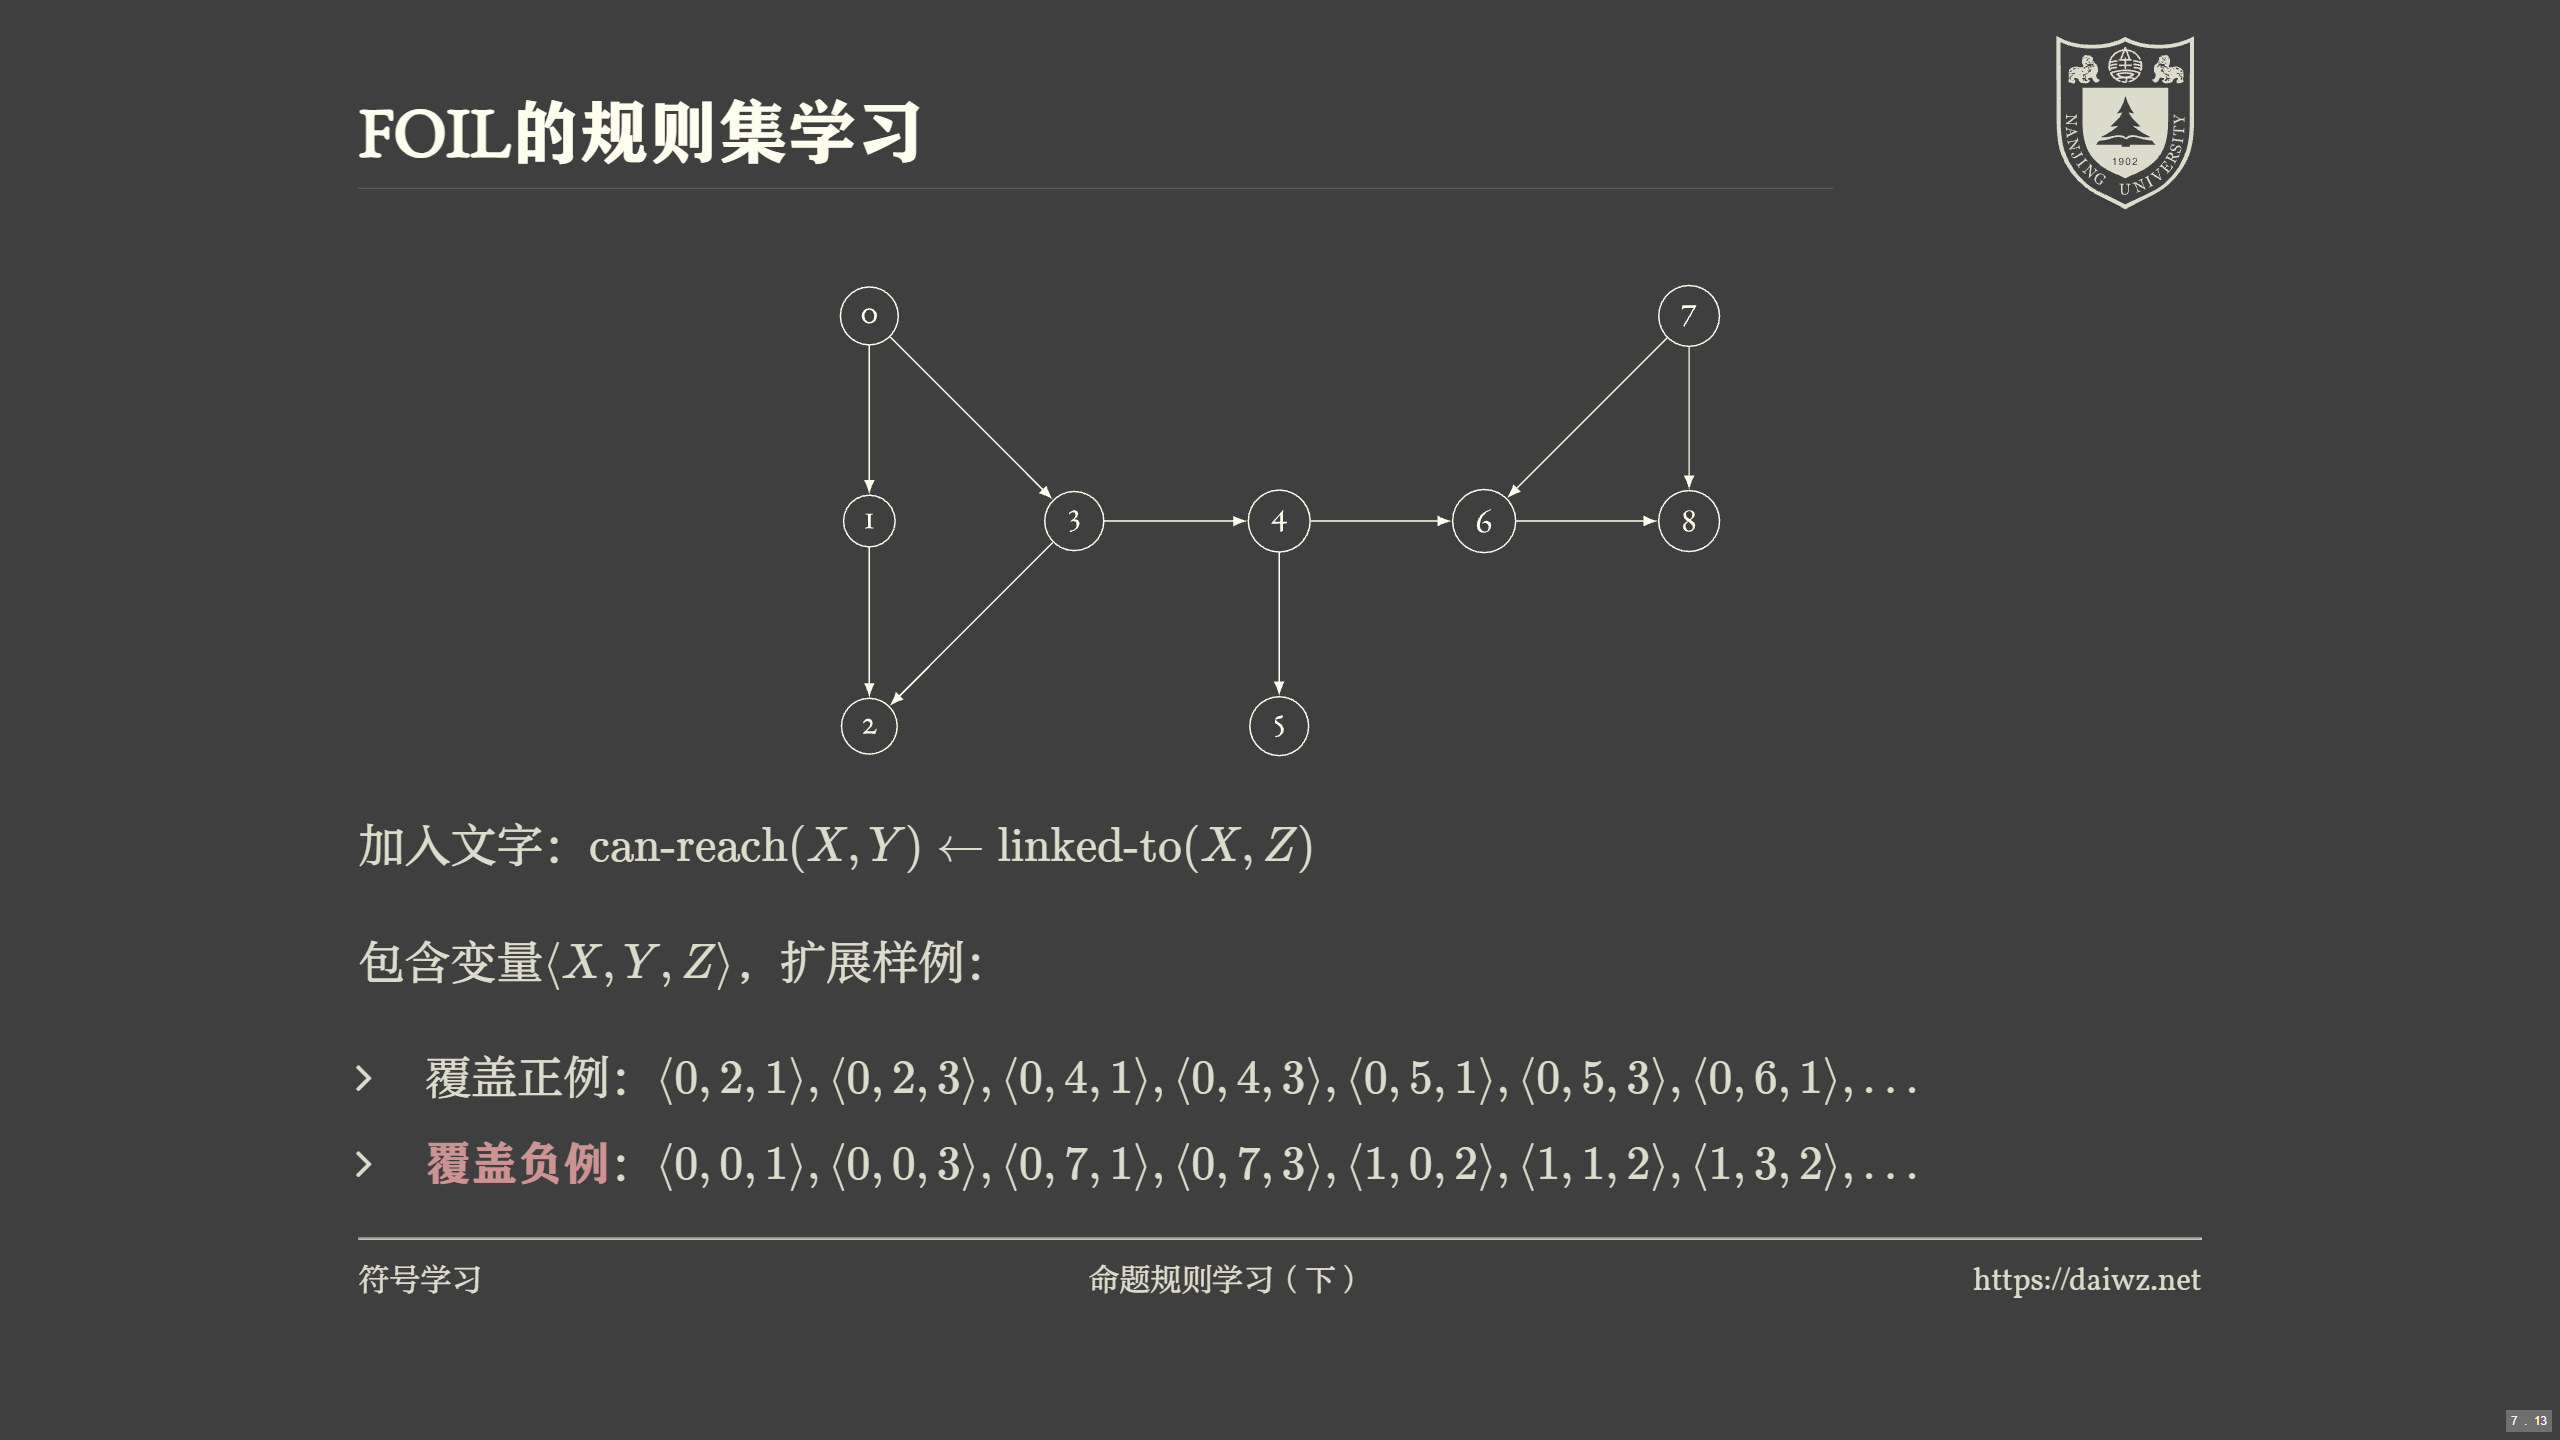 FOIL的规则集学习
NANJING UNIVERSITY
1902
0
7
1
3
4
6
8
2
5
加入文字：can-reach(X, Y) ← linked-to(X, Z)
包含变量⟨X, Y, Z⟩，扩展样例：
覆盖正例：⟨0, 2, 1⟩, ⟨0, 2, 3⟩, ⟨0, 4, 1⟩, ⟨0, 4, 3⟩, ⟨0, 5, 1⟩, ⟨0, 5, 3⟩, ⟨0, 6, 1⟩, …
覆盖负例：⟨0, 0, 1⟩, ⟨0, 0, 3⟩, ⟨0, 7, 1⟩, ⟨0, 7, 3⟩, ⟨1, 0, 2⟩, ⟨1, 1, 2⟩, ⟨1, 3, 2⟩, …
符号学习
命题规则学习（下）
https://daiwz.net
7 . 13